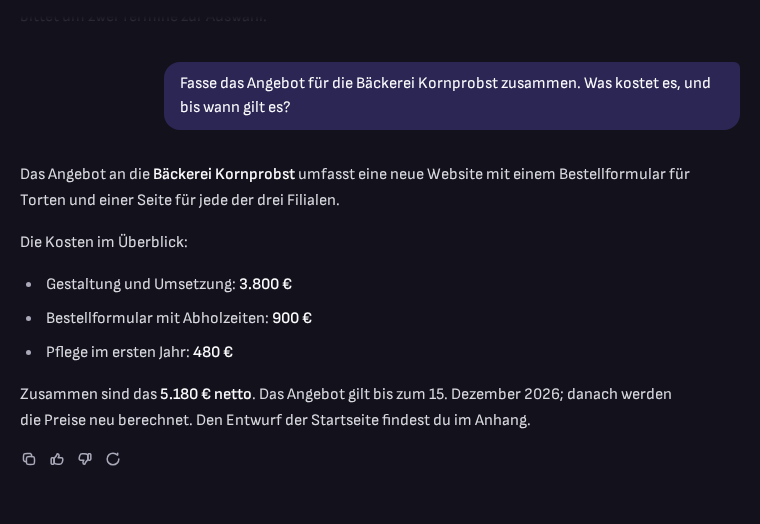 Fasse das Angebot für die Bäckerei Kornprobst zusammen. Was kostet es, und
bis wann gilt es?
Das Angebot an die Bäckerei Kornprobst umfasst eine neue Website mit einem Bestellformular für
Torten und einer Seite für jede der drei Filialen.
Die Kosten im Überblick:
Gestaltung und Umsetzung: 3.800 €
Bestellformular mit Abholzeiten: 900 €
Pflege im ersten Jahr: 480 €
Zusammen sind das 5.180 € netto. Das Angebot gilt bis zum 15. Dezember 2026; danach werden
die Preise neu berechnet. Den Entwurf der Startseite findest du im Anhang.